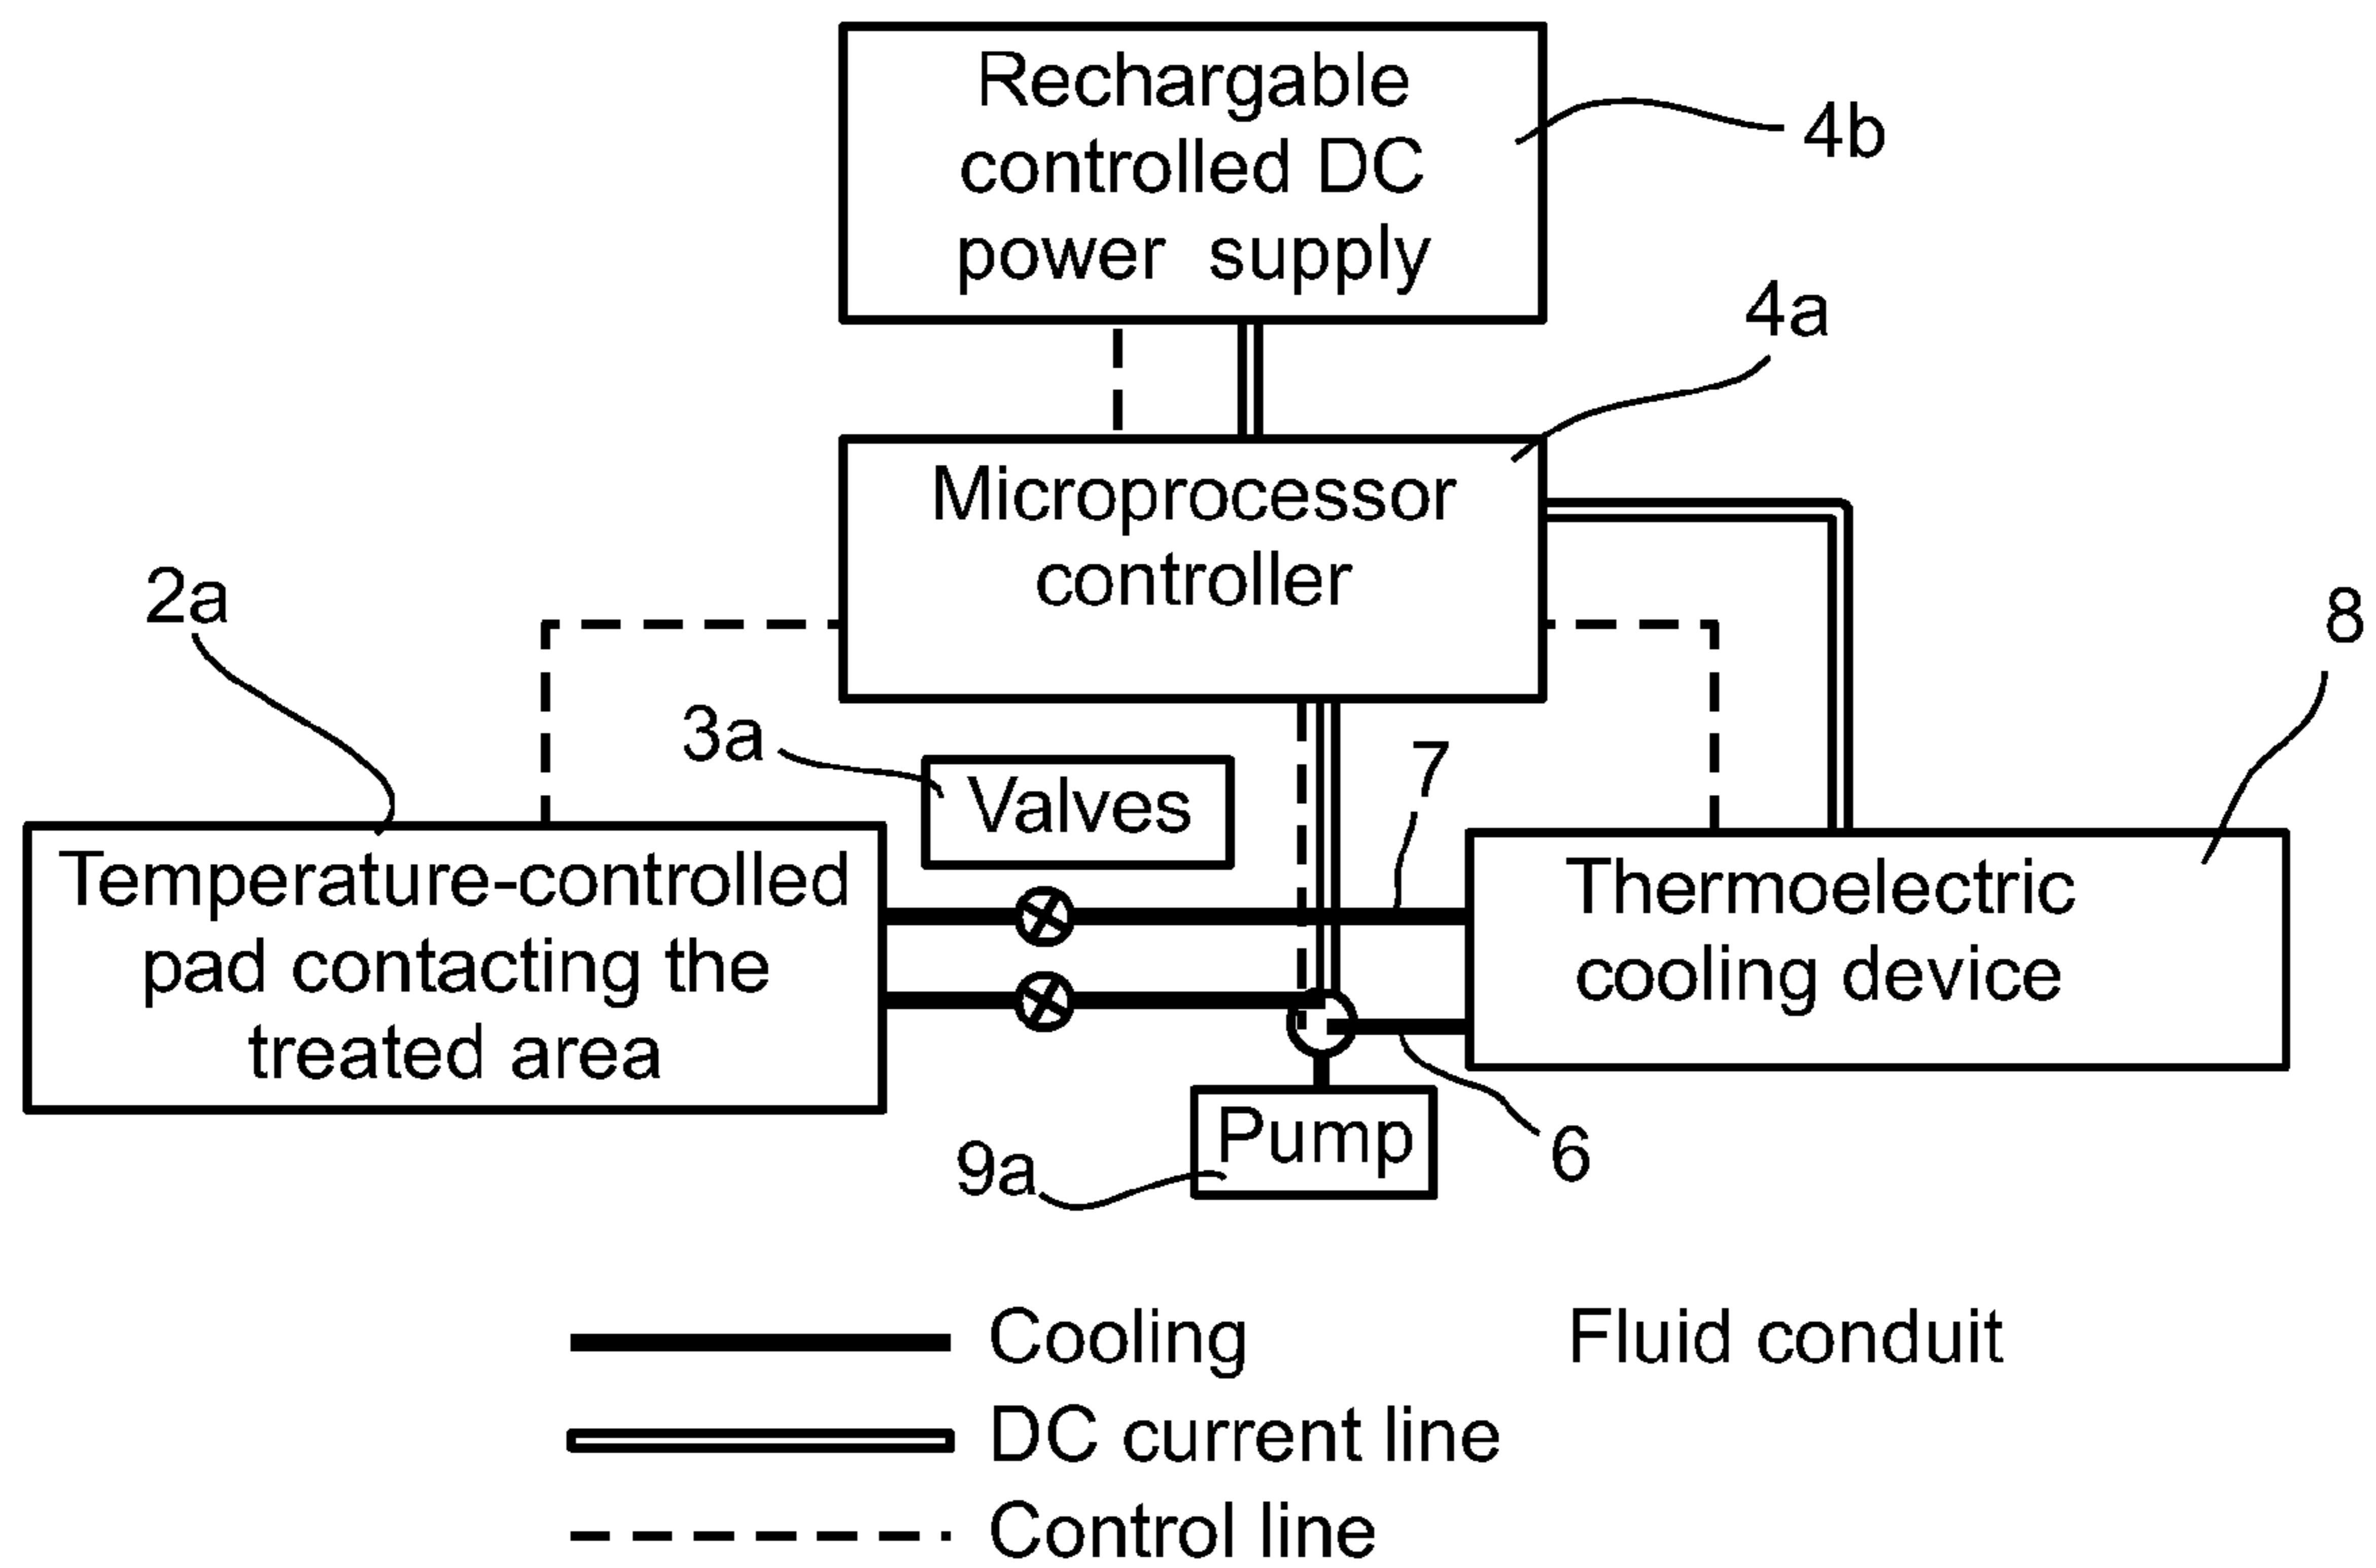 Rechargable
controlled DC
power supply
4b
4a
Microprocessor
controller
2a
8
3a
Valves
7
Temperature-controlled
pad contacting the
treated area
Thermoelectric
cooling device
Pump
9a
6
Cooling Fluid conduit
DC current line
Control line